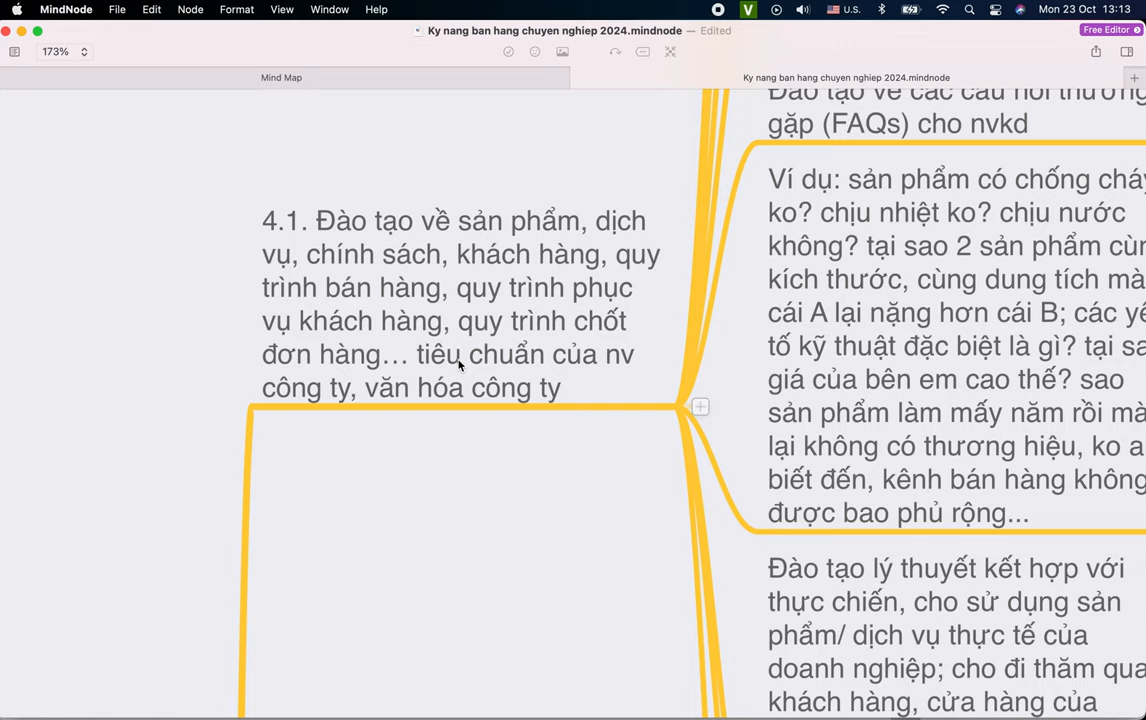 MindNode File Edit Node Format View Window Help
V U.S. Mon 23 Oct 13:13
Ky nang ban hang chuyen nghiep 2024.mindnode — Edited
Free Editor
173%
Mind Map
Ky nang ban hang chuyen nghiep 2024.mindnode
4.1. Đào tạo về sản phẩm, dịch
vụ, chính sách, khách hàng, quy
trình bán hàng, quy trình phục
vụ khách hàng, quy trình chốt
đơn hàng... tiêu chuẩn của nv
công ty, văn hóa công ty
Đào tạo về các câu hỏi thường
gặp (FAQs) cho nvkd
Ví dụ: sản phẩm có chống cháy
ko? chịu nhiệt ko? chịu nước
không? tại sao 2 sản phẩm cùn
kích thước, cùng dung tích mà
cái A lại nặng hơn cái B; các yế
tố kỹ thuật đặc biệt là gì? tại sa
giá của bên em cao thế? sao
sản phẩm làm mấy năm rồi mà
lại không có thương hiệu, ko a
biết đến, kênh bán hàng không
được bao phủ rộng...
Đào tạo lý thuyết kết hợp với
thực chiến, cho sử dụng sản
phẩm/ dịch vụ thực tế của
doanh nghiệp; cho đi thăm qua
khách hàng, cửa hàng của